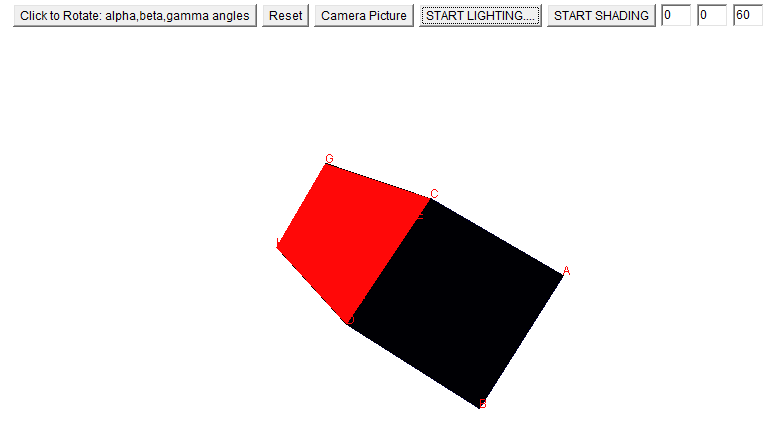 Click to Rotate: alpha,beta,gamma angles Reset Camera Picture START LIGHTING.... START SHADING 0 0 60
G
C
E
A
B